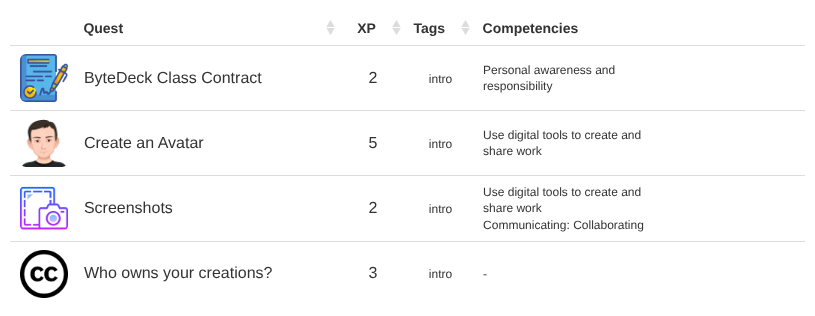 Quest XP Tags Competencies
ByteDeck Class Contract 2 intro Personal awareness and
responsibility
Create an Avatar 5 intro Use digital tools to create and
share work
Screenshots 2 intro Use digital tools to create and
share work
Communicating: Collaborating
CC Who owns your creations? 3 intro -